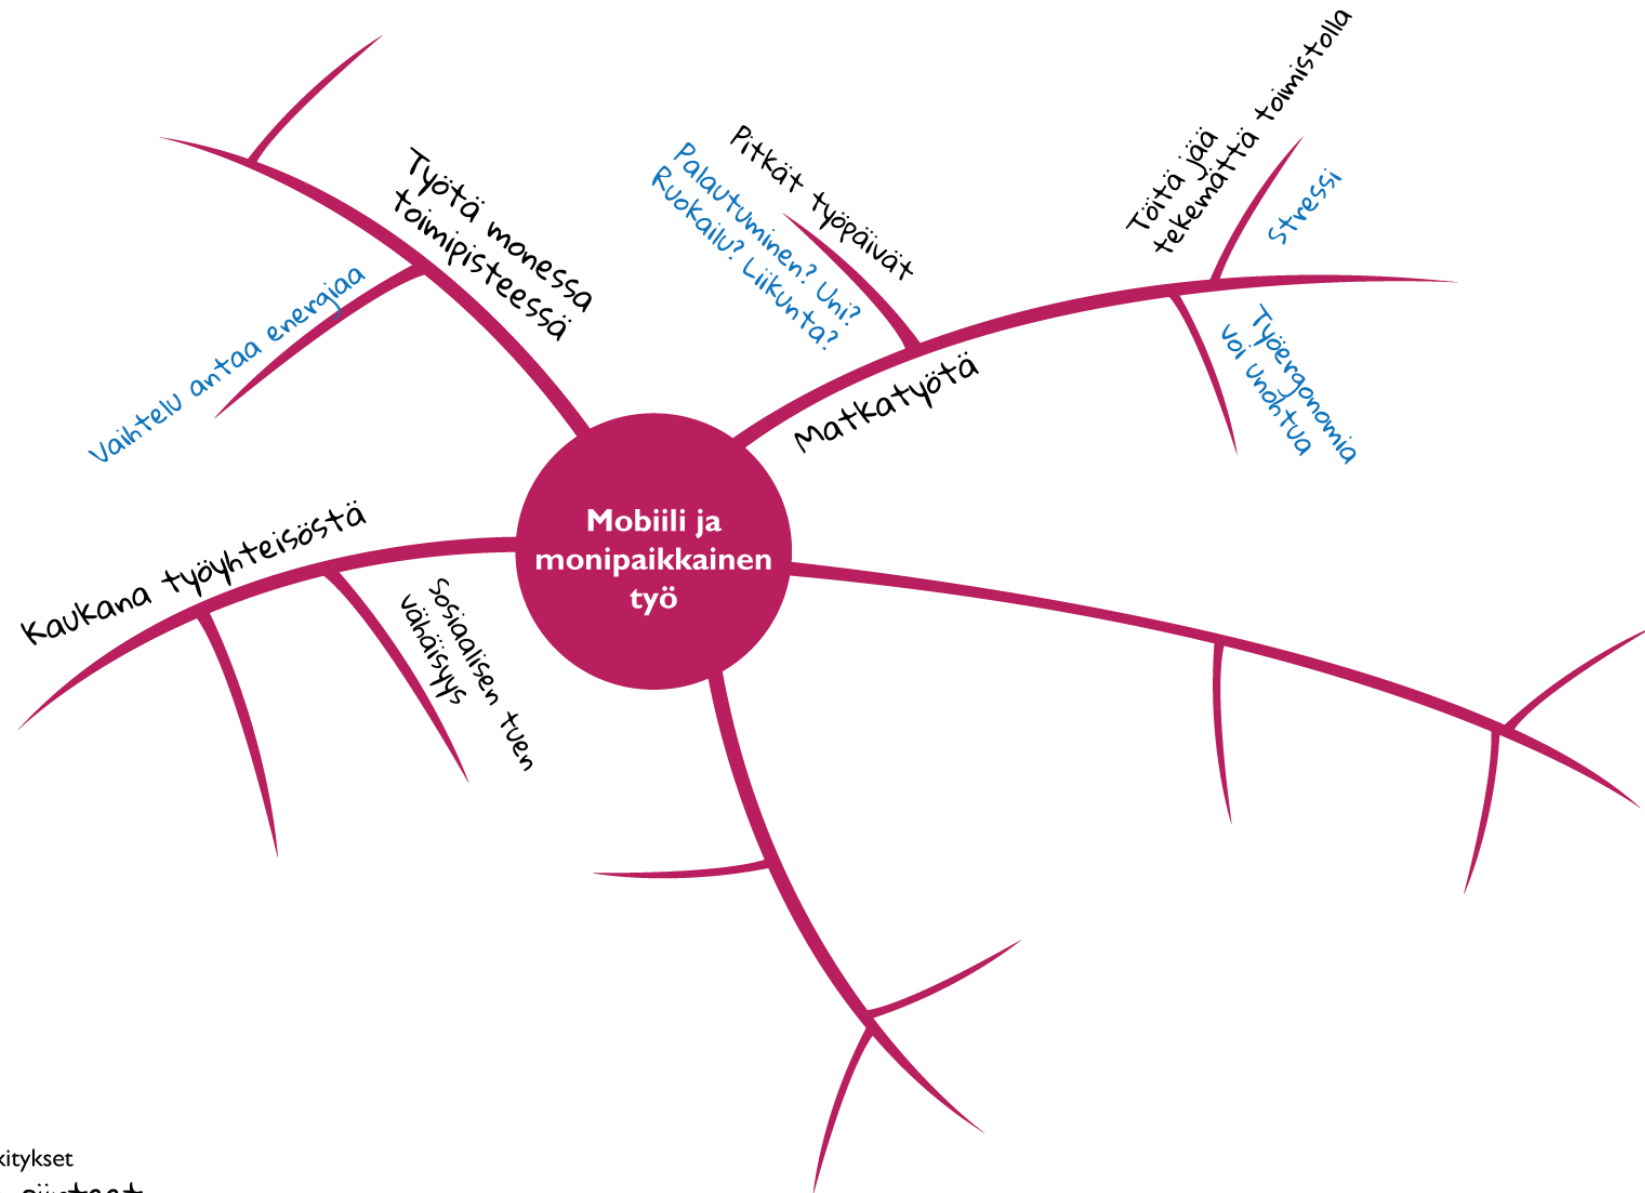 Töitä jää
tekemättä toimistolla
Stressi
Pitkät työpäivät
Palautuminen? Uni?
Ruokailu? Liikunta?
Työtä monessa
toimipisteessä
Vaihtelu antaa energiaa
Matkatyötä
Työergonomia
voi unohtua
Kaukana työyhteisöstä
Sosiaalisen tuen
vähäisyys
Mobiili ja
monipaikkainen
työ